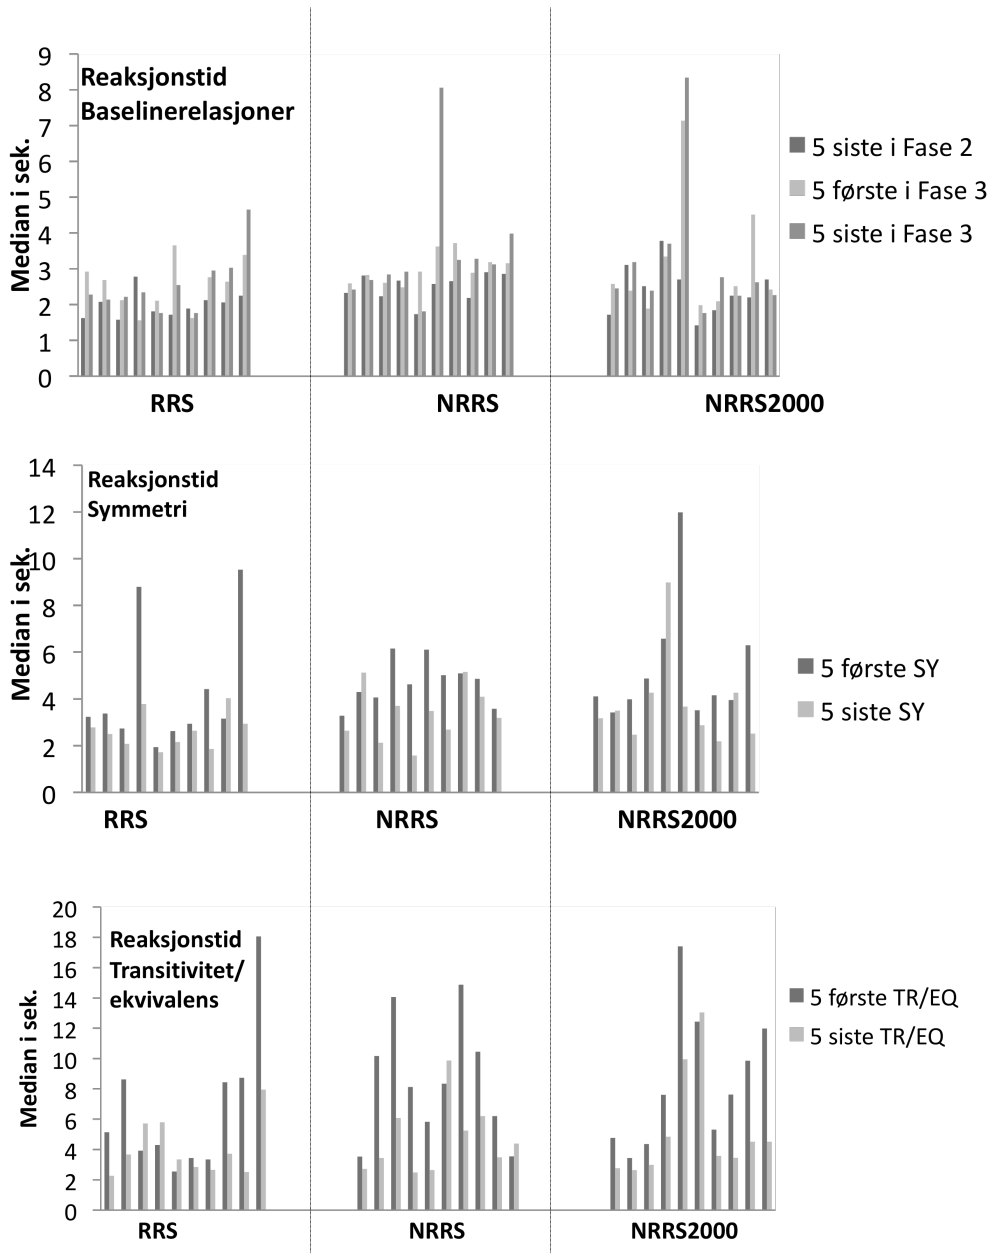 Reaksjonstid
Baselinerelasjoner
Median i sek.
9
8
7
6
5
4
3
2
1
0
RRS
NRRS
NRRS2000
5 siste i Fase 2
5 første i Fase 3
5 siste i Fase 3
Reaksjonstid
Symmetri
Median i sek.
14
12
10
8
6
4
2
0
RRS
NRRS
NRRS2000
5 første SY
5 siste SY
Reaksjonstid
Transitivitet/
ekvivalens
Median i sek.
20
18
16
14
12
10
8
6
4
2
0
RRS
NRRS
NRRS2000
5 første TR/EQ
5 siste TR/EQ